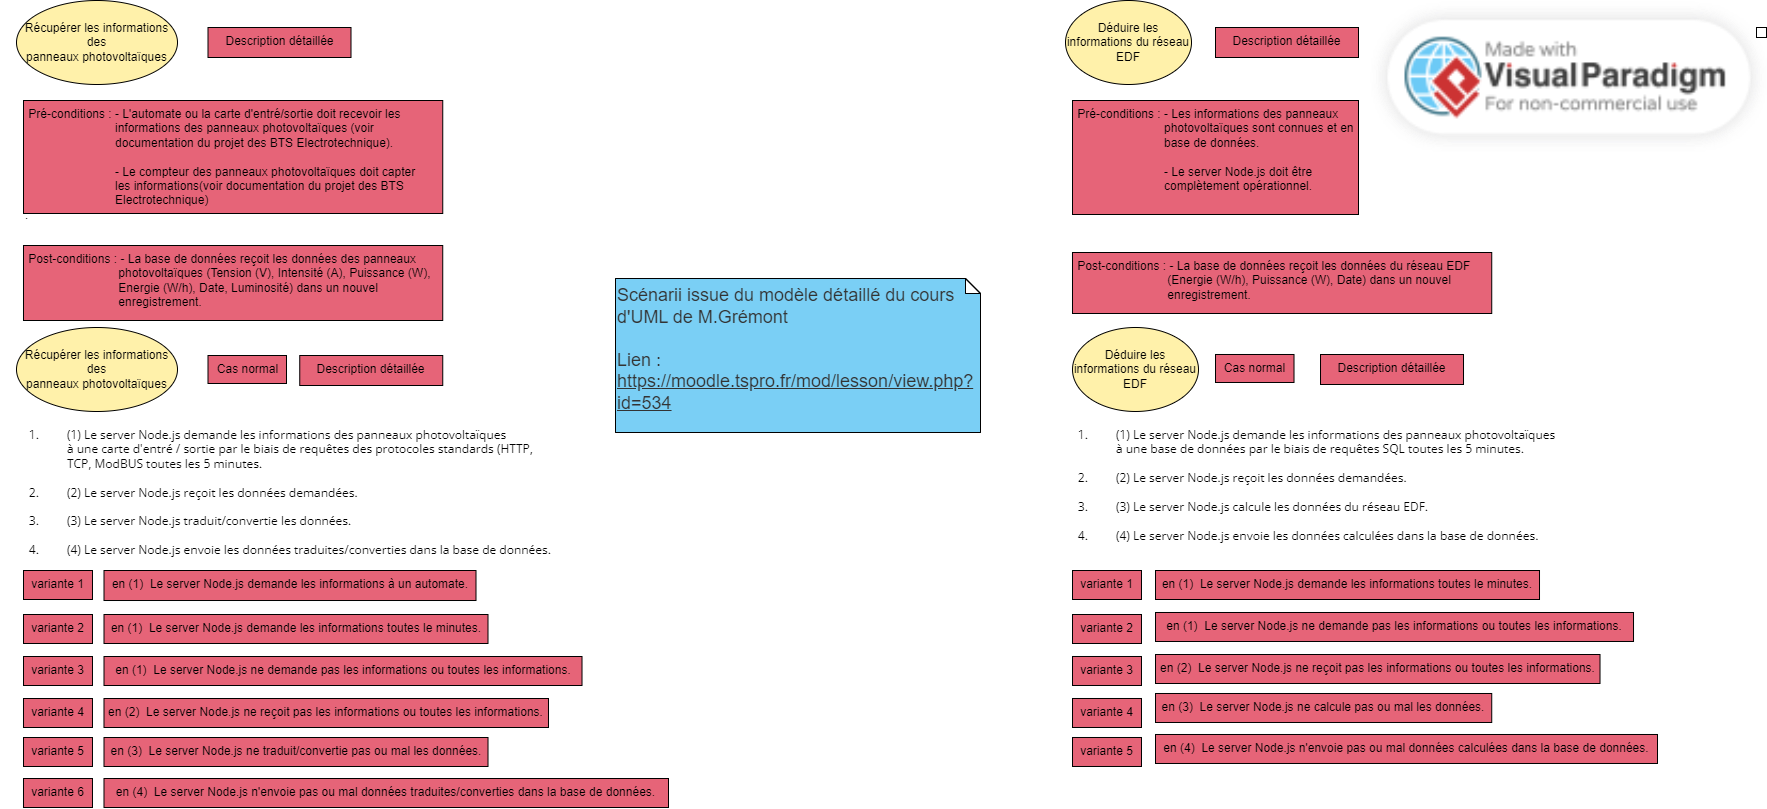 Récupérer les informations
des
panneaux photovoltaïques
Description détaillée
Pré-conditions : - L'automate ou la carte d'entré/sortie doit recevoir les
informations des panneaux photovoltaïques (voir
documentation du projet des BTS Electrotechnique).
- Le compteur des panneaux photovoltaïques doit capter
les informations(voir documentation du projet des BTS
Electrotechnique)
.
Post-conditions : - La base de données reçoit les données des panneaux
photovoltaïques (Tension (V), Intensité (A), Puissance (W),
Energie (W/h), Date, Luminosité) dans un nouvel
enregistrement.
Récupérer les informations
des
panneaux photovoltaïques
Cas normal
Description détaillée
1. (1) Le server Node.js demande les informations des panneaux photovoltaïques
à une carte d'entré / sortie par le biais de requêtes des protocoles standards (HTTP,
TCP, ModBUS toutes les 5 minutes.
2. (2) Le server Node.js reçoit les données demandées.
3. (3) Le server Node.js traduit/convertie les données.
4. (4) Le server Node.js envoie les données traduites/converties dans la base de données.
variante 1 en (1) Le server Node.js demande les informations à un automate.
variante 2 en (1) Le server Node.js demande les informations toutes le minutes.
variante 3 en (1) Le server Node.js ne demande pas les informations ou toutes les informations.
variante 4 en (2) Le server Node.js ne reçoit pas les informations ou toutes les informations.
variante 5 en (3) Le server Node.js ne traduit/convertie pas ou mal les données.
variante 6 en (4) Le server Node.js n'envoie pas ou mal données traduites/converties dans la base de données.
Scénarii issue du modèle détaillé du cours
d'UML de M.Grémont
Lien :
https://moodle.tspro.fr/mod/lesson/view.php?
id=534
Déduire les
informations du réseau
EDF
Description détaillée
Made with
Visual Paradigm
For non-commercial use
Pré-conditions : - Les informations des panneaux
photovoltaïques sont connues et en
base de données.
- Le server Node.js doit être
complètement opérationnel.
Post-conditions : - La base de données reçoit les données du réseau EDF
(Energie (W/h), Puissance (W), Date) dans un nouvel
enregistrement.
Déduire les
informations du réseau
EDF
Cas normal
Description détaillée
1. (1) Le server Node.js demande les informations des panneaux photovoltaïques
à une base de données par le biais de requêtes SQL toutes les 5 minutes.
2. (2) Le server Node.js reçoit les données demandées.
3. (3) Le server Node.js calcule les données du réseau EDF.
4. (4) Le server Node.js envoie les données calculées dans la base de données.
variante 1 en (1) Le server Node.js demande les informations toutes le minutes.
variante 2 en (1) Le server Node.js ne demande pas les informations ou toutes les informations.
variante 3 en (2) Le server Node.js ne reçoit pas les informations ou toutes les informations.
variante 4 en (3) Le server Node.js ne calcule pas ou mal les données.
variante 5 en (4) Le server Node.js n'envoie pas ou mal données calculées dans la base de données.